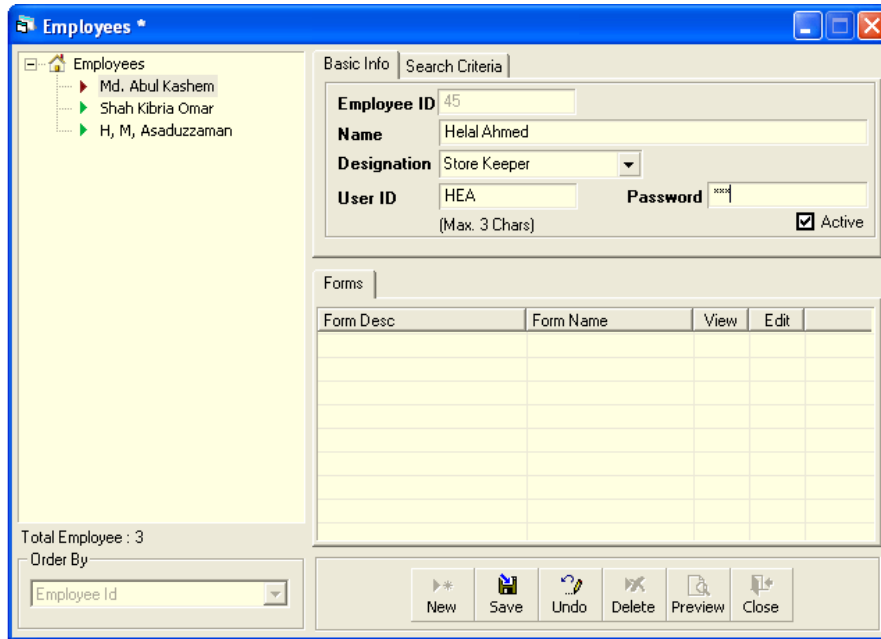 Employees *
Employees
Md. Abul Kashem
Shah Kibria Omar
H, M, Asaduzzaman
Total Employee : 3
Order By
Employee Id
Basic Info Search Criteria
Employee ID 45
Name Helal Ahmed
Designation Store Keeper
User ID HEA Password ***
(Max. 3 Chars) Active
Forms
Form Desc Form Name View Edit
New Save Undo Delete Preview Close